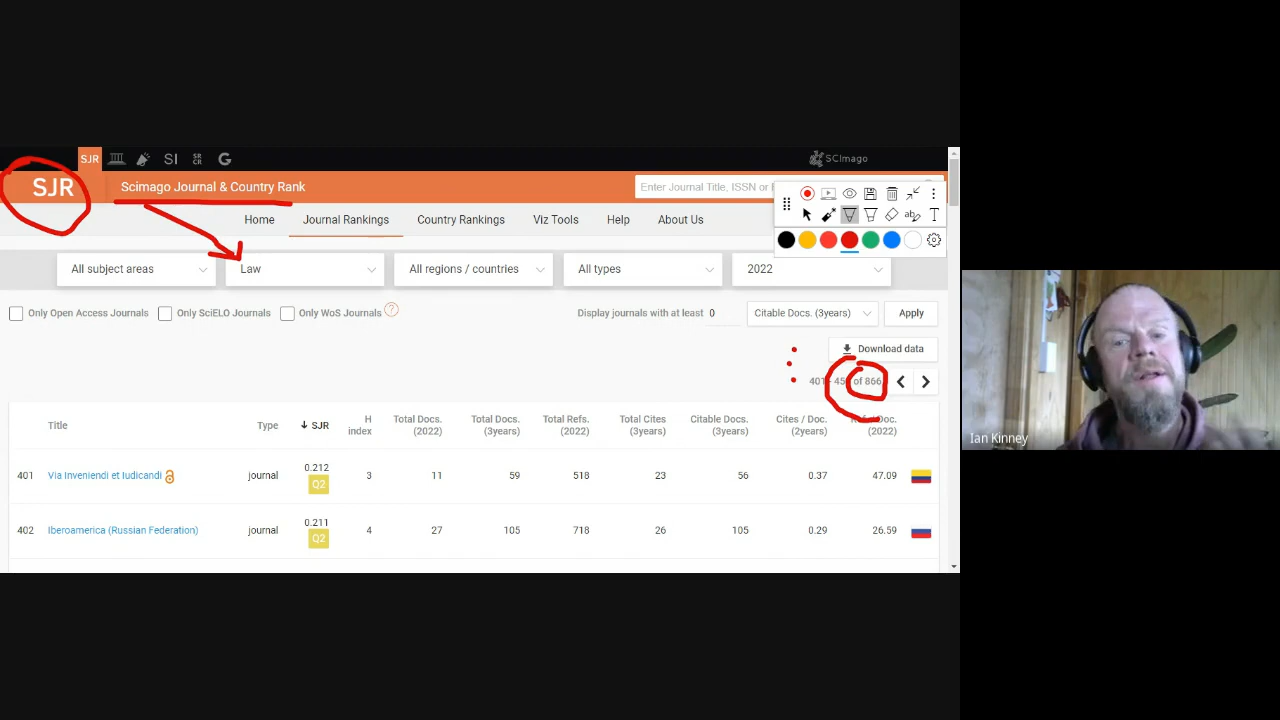 SJR SI SR CR G SCImago
SJR Scimago Journal & Country Rank Enter Journal Title, ISSN or
Home Journal Rankings Country Rankings Viz Tools Help About Us
T
All subject areas Law All regions / countries All types 2022
Only Open Access Journals Only SciELO Journals Only WoS Journals ? Display journals with at least 0 Citable Docs. (3years) Apply
Download data
of 866
Title Type SJR H index Total Docs. (2022) Total Docs. (3years) Total Refs. (2022) Total Cites (3years) Citable Docs. (3years) Cites / Doc. (2years) Doc. (2022)
401 Via Inveniendi et Iudicandi journal 0.212 Q2 3 11 59 518 23 56 0.37 47.09
402 Iberoamerica (Russian Federation) journal 0.211 Q2 4 27 105 718 26 105 0.29 26.59
Ian Kinney